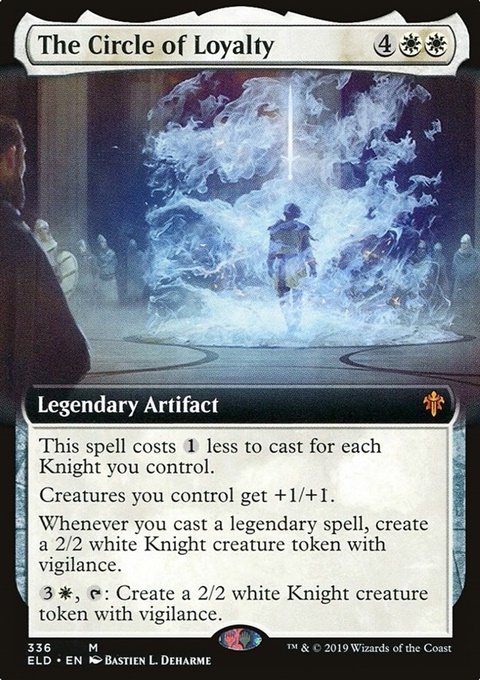 The Circle of Loyalty 4
Legendary Artifact
This spell costs 1 less to cast for each
Knight you control.
Creatures you control get +1/+1.
Whenever you cast a legendary spell, create
a 2/2 white Knight creature token with
vigilance.
3, : Create a 2/2 white Knight creature
token with vigilance.
336 M
ELD • EN Bastien L. Deharme
™ & © 2019 Wizards of the Coast